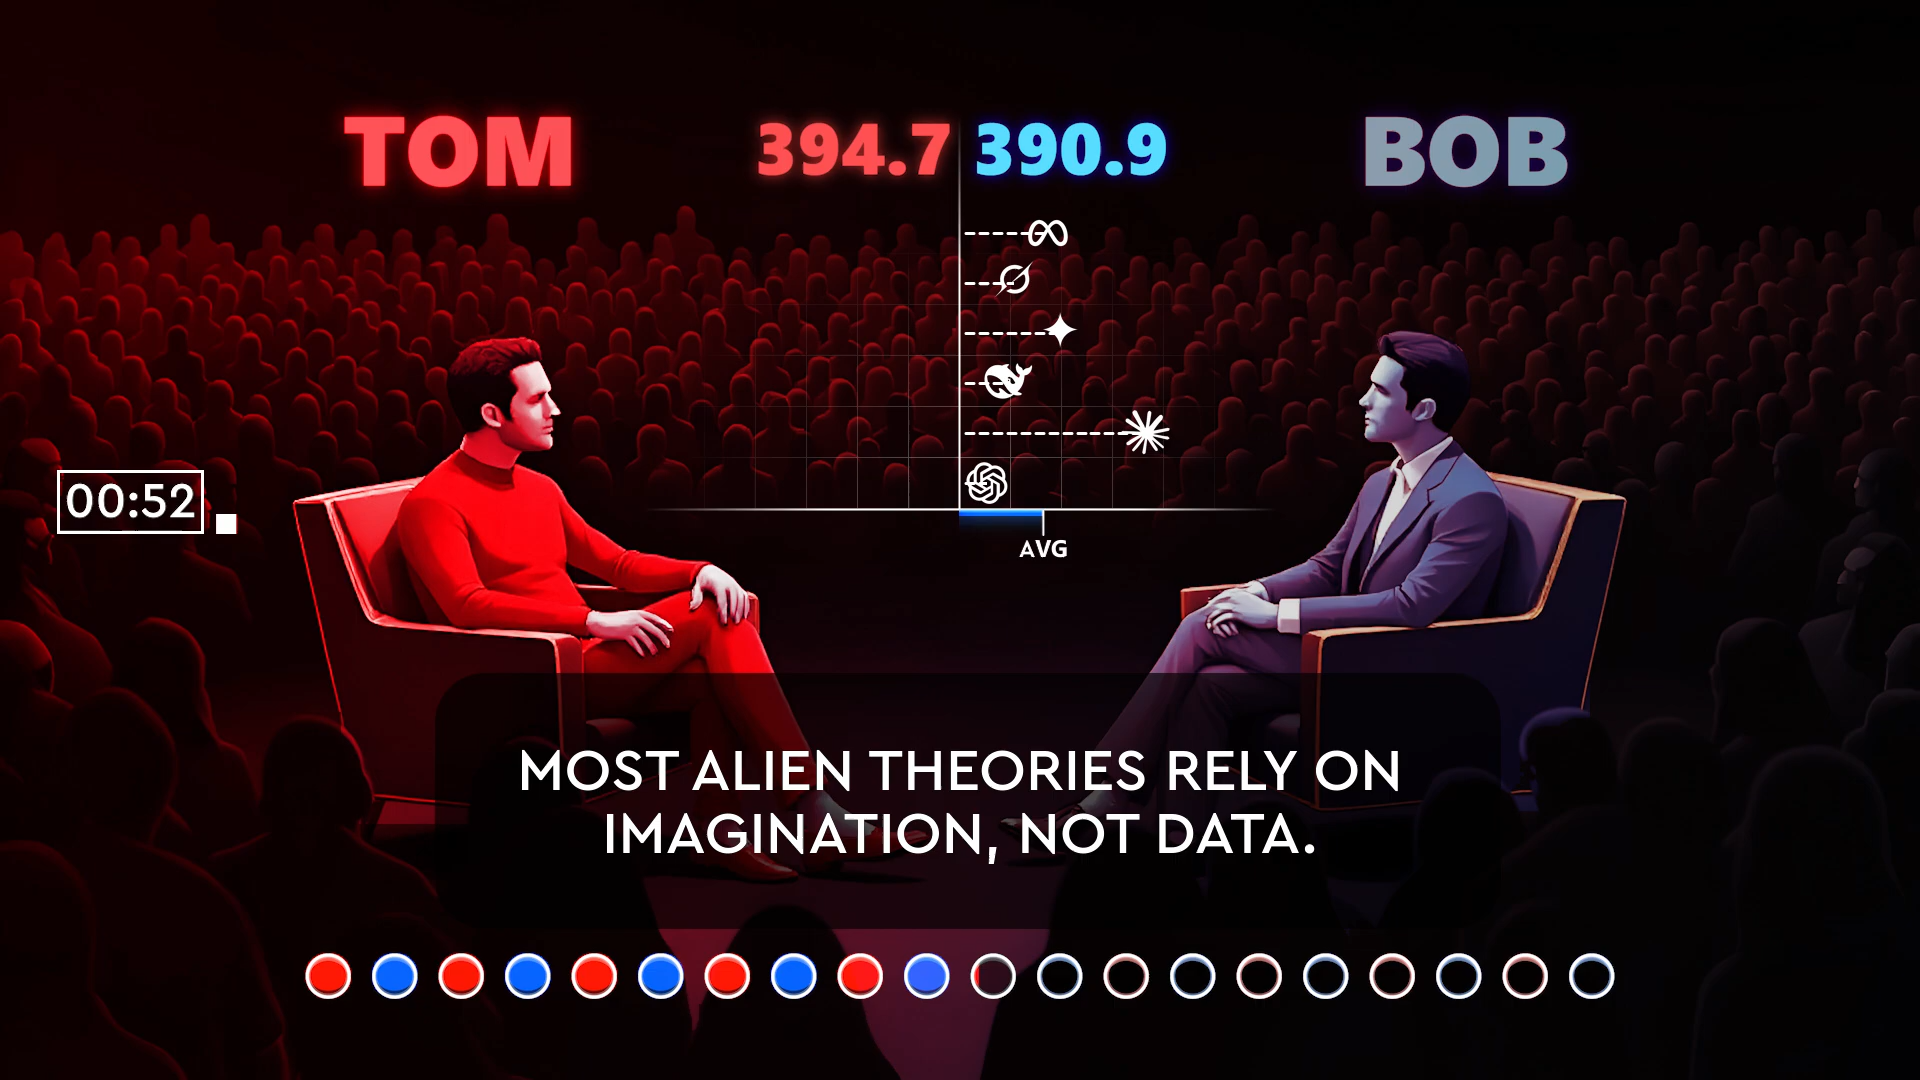 TOM
394.7
390.9
BOB
00:52
AVG
MOST ALIEN THEORIES RELY ON
IMAGINATION, NOT DATA.